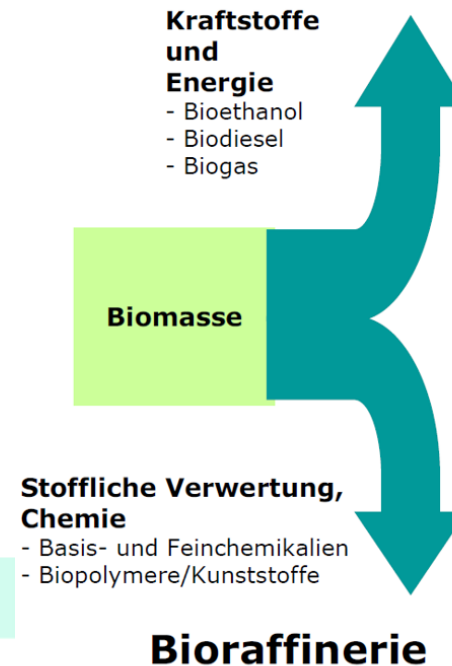 Kraftstoffe
und
Energie
- Bioethanol
- Biodiesel
- Biogas
Biomasse
Stoffliche Verwertung,
Chemie
- Basis- und Feinchemikalien
- Biopolymere/Kunststoffe
Bioraffinerie